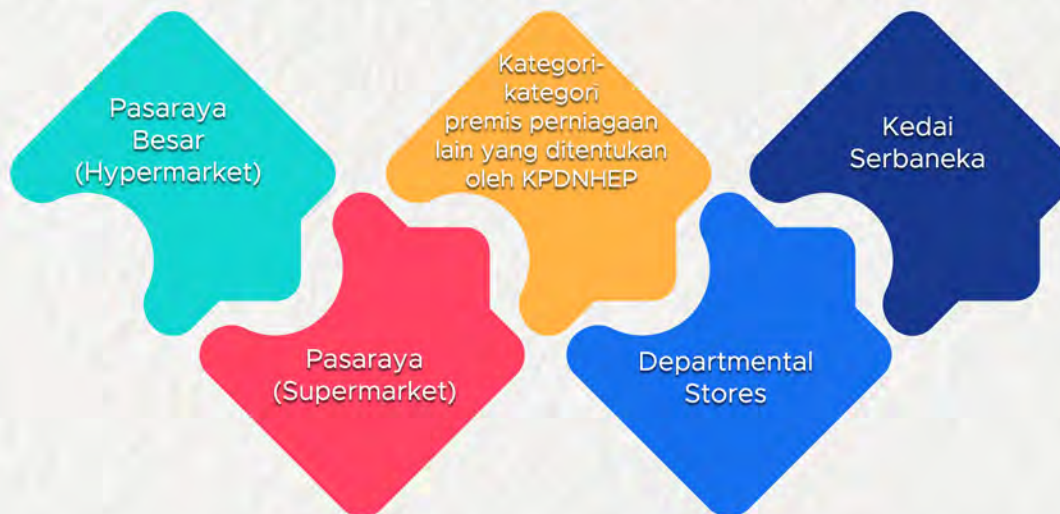 Pasaraya
Besar
(Hypermarket)
Pasaraya
(Supermarket)
Kategori-
kategori
premis perniagaan
lain yang ditentukan
oleh KPDNHEP
Departmental
Stores
Kedai
Serbaneka